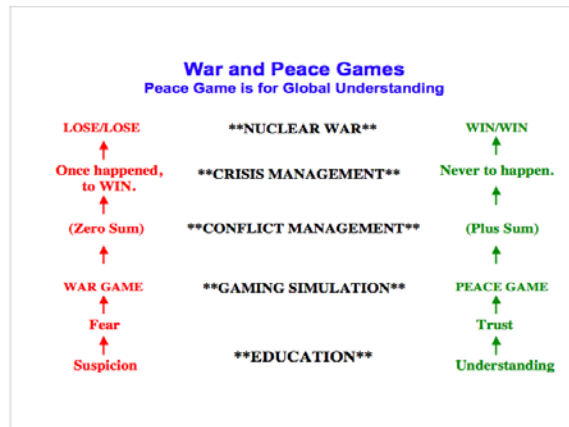 War and Peace Games
Peace Game is for Global Understanding
LOSE/LOSE **NUCLEAR WAR** WIN/WIN
Once happened,
to WIN. **CRISIS MANAGEMENT** Never to happen.
(Zero Sum) **CONFLICT MANAGEMENT** (Plus Sum)
WAR GAME **GAMING SIMULATION** PEACE GAME
Fear Trust
Suspicion **EDUCATION** Understanding